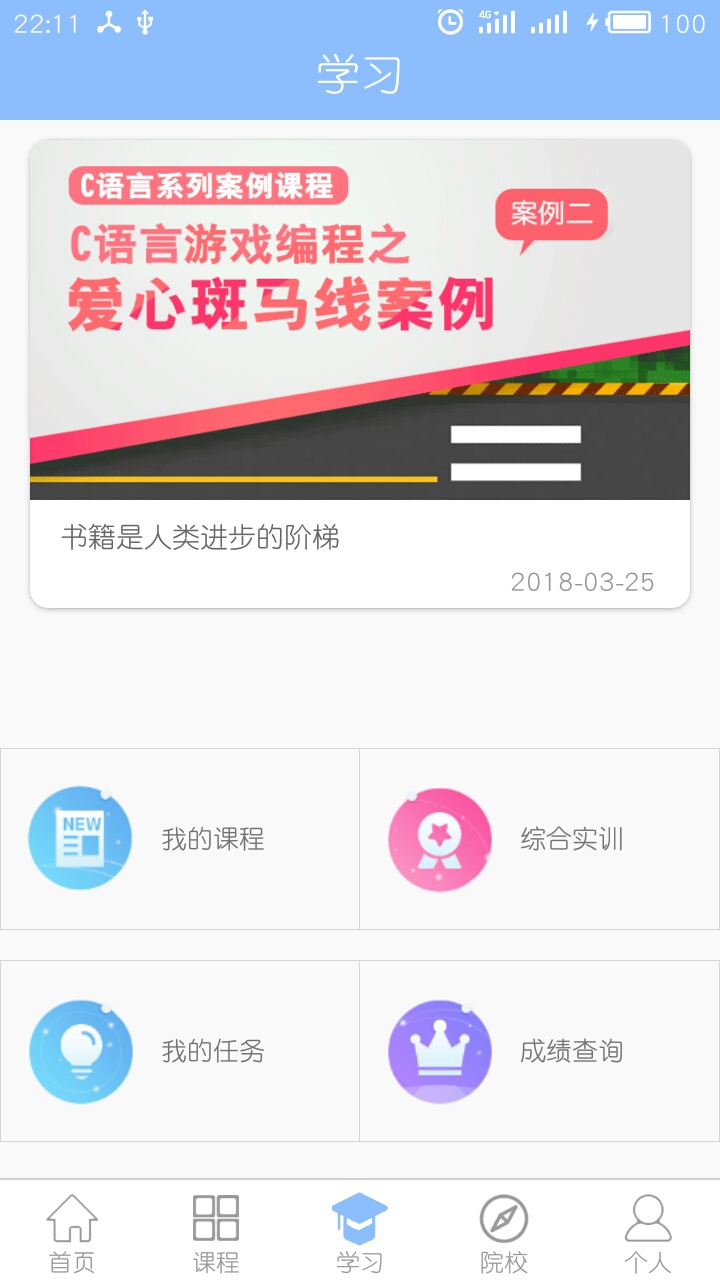 22:11 4G 100
学习
C语言系列案例课程
案例二
C语言游戏编程之
爱心斑马线案例
书籍是人类进步的阶梯
2018-03-25
NEW 我的课程 综合实训
我的任务 成绩查询
首页 课程 学习 院校 个人